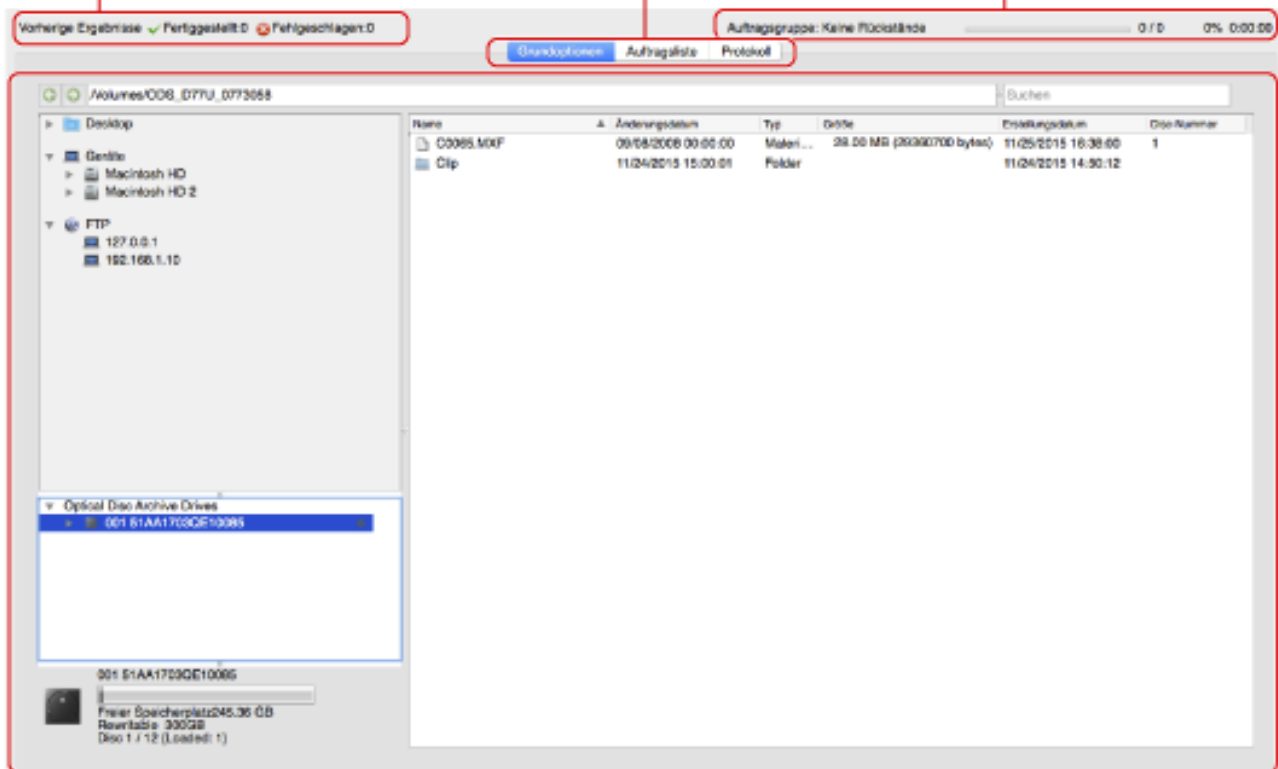 Vorherige Ergebnisse Fertiggestellt:0 Fehlgeschlagen:0
Auftragsgruppe: Keine Rückstände 0 / 0 0% 0:00:00
Grundoptionen Auftragsliste Protokoll
/Volumes/ODS_D77U_0773058
Suchen
Desktop
Geräte
Macintosh HD
Macintosh HD 2
FTP
127.0.0.1
192.168.1.10
Name Änderungsdatum Typ Größe Erstellungsdatum Disc-Nummer
C0065.MXF 09/08/2008 00:00:00 Materi... 28.00 MB (29360700 bytes) 11/25/2015 16:38:00 1
Clip 11/24/2015 15:00:01 Folder 11/24/2015 14:50:12
Optical Disc Archive Drives
001 51AA1703QE10085
001 51AA1703QE10085
Freier Speicherplatz245.36 GB
Rewritable 300GB
Disc 1 / 12 (Loaded: 1)